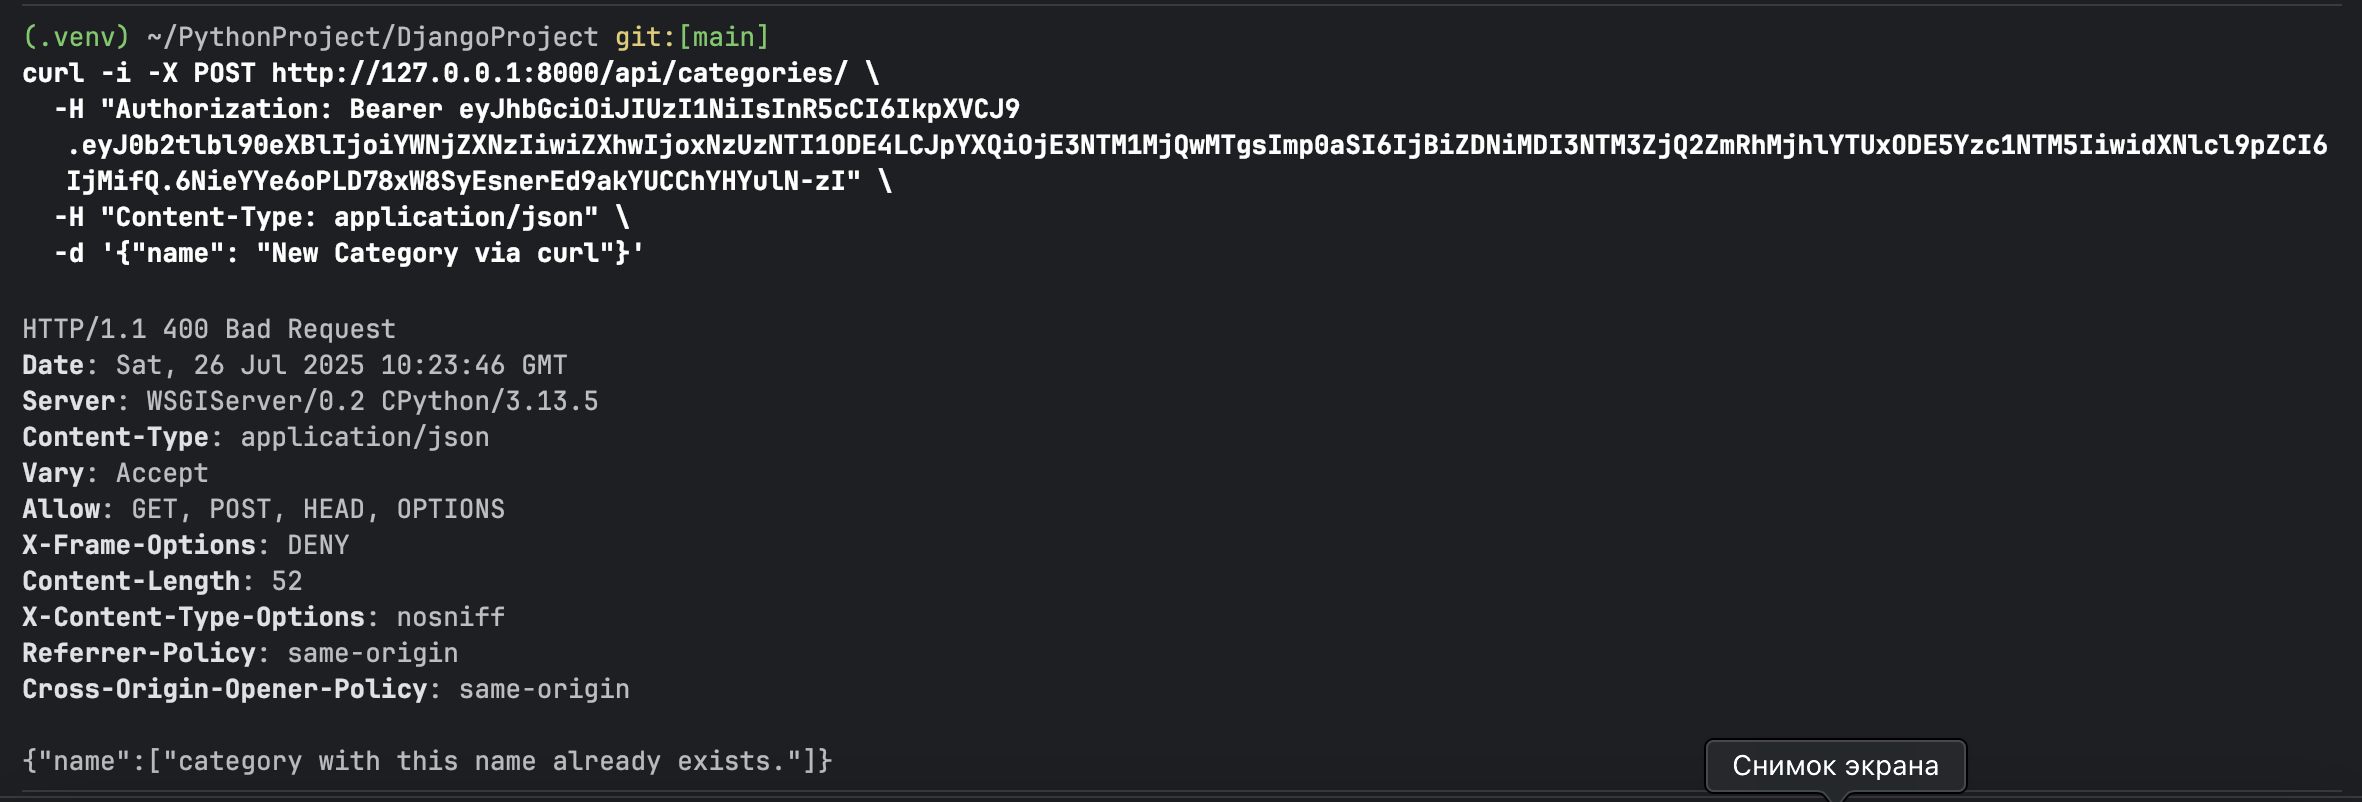 (.venv) ~/PythonProject/DjangoProject git:[main]
curl -i -X POST http://127.0.0.1:8000/api/categories/ \
-H "Authorization: Bearer eyJhbGciOiJIUzI1NiIsInR5cCI6IkpXVCJ9
.eyJ0b2tlbl90eXBlIjoiYWNjZXNzIiwiZXhwIjoxNzUzNTI1ODE4LCJpYXQiOjE3NTM1MjQwMTgsImp0aSI6IjBiZDNiMDI3NTM3ZjQ2ZmRhMjhlYTUxODE5Yzc1NTM5IiwidXNlcl9pZCI6
IjMifQ.6NieYYe6oPLD78xW8SyEsnerEd9akYUCChYHYulN-zI" \
-H "Content-Type: application/json" \
-d '{"name": "New Category via curl"}'
HTTP/1.1 400 Bad Request
Date: Sat, 26 Jul 2025 10:23:46 GMT
Server: WSGIServer/0.2 CPython/3.13.5
Content-Type: application/json
Vary: Accept
Allow: GET, POST, HEAD, OPTIONS
X-Frame-Options: DENY
Content-Length: 52
X-Content-Type-Options: nosniff
Referrer-Policy: same-origin
Cross-Origin-Opener-Policy: same-origin
{"name":["category with this name already exists."]}
Снимок экрана